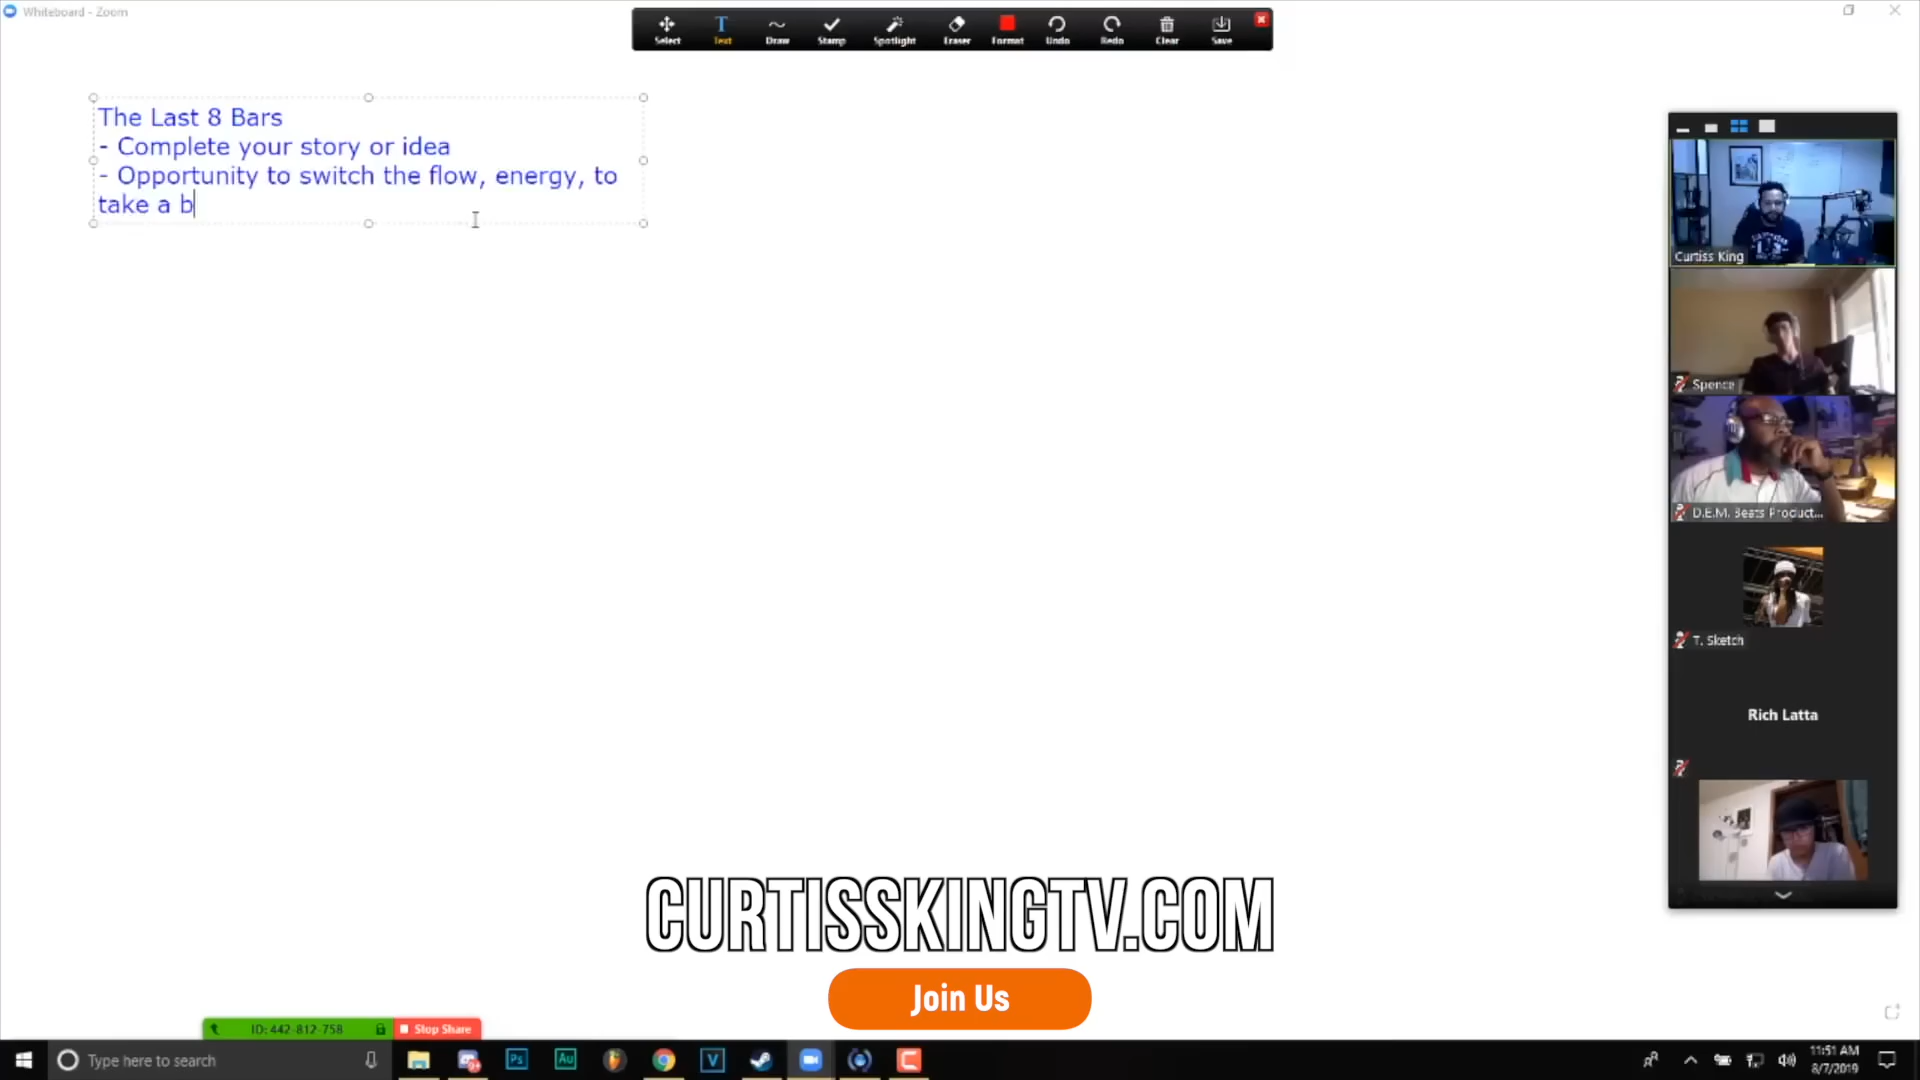 Whiteboard - Zoom
Select Text Draw Stamp Spotlight Eraser Format Undo Redo Clear Save
The Last 8 Bars
- Complete your story or idea
- Opportunity to switch the flow, energy, to
take a b
Curtiss King
Spence
D.E.M. Beats Product...
T. Sketch
Rich Latta
CURTISSKINGTV.COM
Join Us
ID: 442-812-758 Stop Share
Type here to search
Ps Au V
11:51 AM
8/7/2019